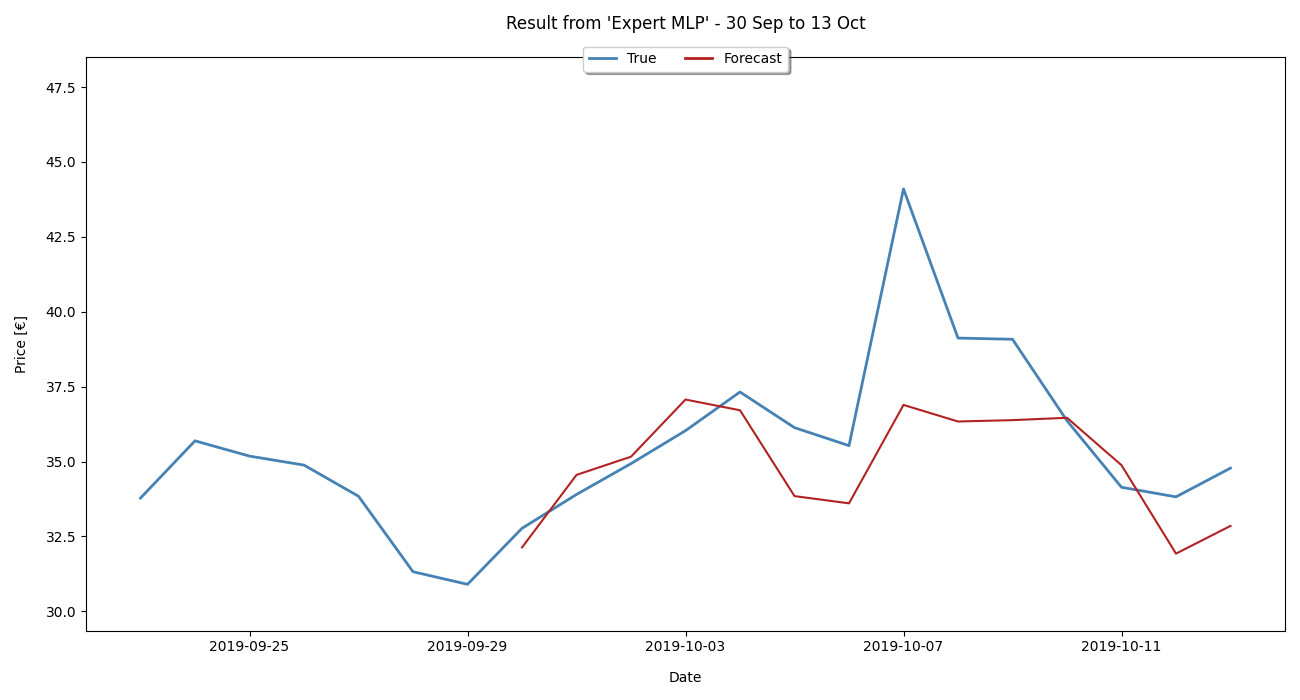 Result from 'Expert MLP' - 30 Sep to 13 Oct
True Forecast
47.5
45.0
42.5
40.0
37.5
35.0
32.5
30.0
Price [€]
2019-09-25 2019-09-29 2019-10-03 2019-10-07 2019-10-11
Date